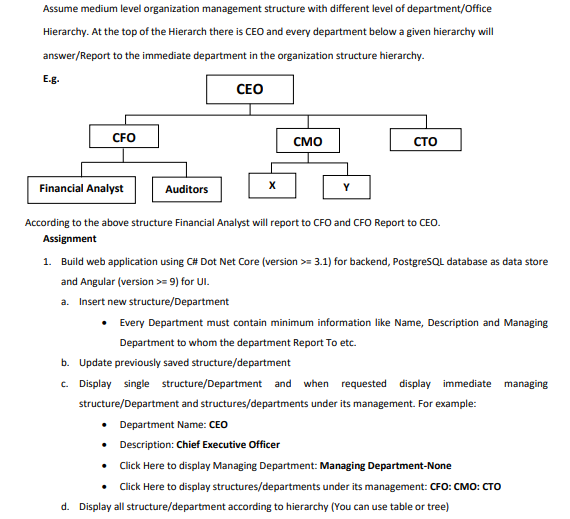 Assume medium level organization management structure with different level of department/Office
Hierarchy. At the top of the Hierarch there is CEO and every department below a given hierarchy will
answer/Report to the immediate department in the organization structure hierarchy.
E.g.
CEO
CFO
CMO
CTO
Financial Analyst
Auditors
X
Y
According to the above structure Financial Analyst will report to CFO and CFO Report to CEO.
Assignment
1. Build web application using C# Dot Net Core (version >= 3.1) for backend, PostgreSQL database as data store
and Angular (version >= 9) for UI.
a. Insert new structure/Department
• Every Department must contain minimum information like Name, Description and Managing
Department to whom the department Report To etc.
b. Update previously saved structure/department
c. Display single structure/Department and when requested display immediate managing
structure/Department and structures/departments under its management. For example:
• Department Name: CEO
• Description: Chief Executive Officer
• Click Here to display Managing Department: Managing Department-None
• Click Here to display structures/departments under its management: CFO: CMO: CTO
d. Display all structure/department according to hierarchy (You can use table or tree)